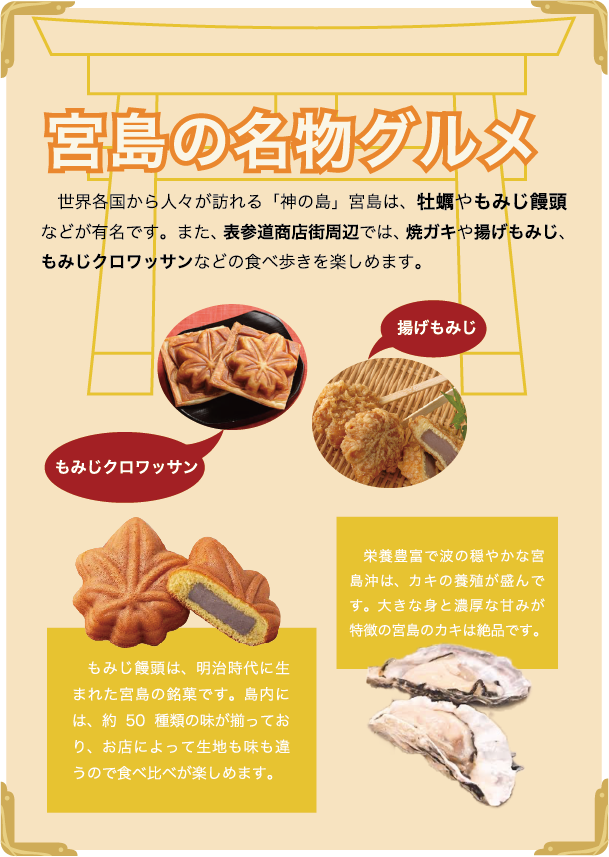 宮島の名物グルメ
世界各国から人々が訪れる「神の島」宮島は、牡蠣やもみじ饅頭
などが有名です。また、表参道商店街周辺では、焼ガキや揚げもみじ、
もみじクロワッサンなどの食べ歩きを楽しめます。
揚げもみじ
もみじクロワッサン
栄養豊富で波の穏やかな宮
島沖は、カキの養殖が盛んで
す。大きな身と濃厚な甘みが
特徴の宮島のカキは絶品です。
もみじ饅頭は、明治時代に生
まれた宮島の銘菓です。島内に
は、約 50 種類の味が揃ってお
り、お店によって生地も味も違
うので食べ比べが楽しめます。